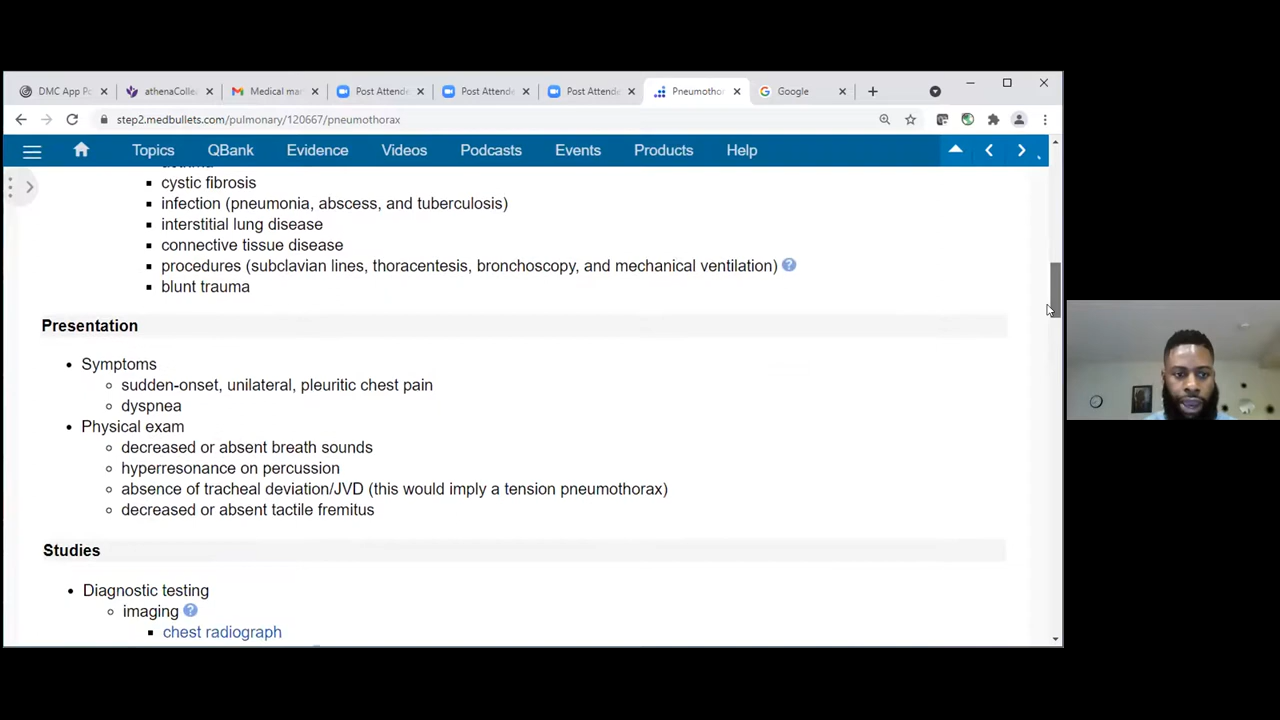 DMC App Po
athenaColle
Medical mar
Post Attende
Post Attende
Post Attende
Pneumotho
Google
step2.medbullets.com/pulmonary/120667/pneumothorax
Topics
QBank
Evidence
Videos
Podcasts
Events
Products
Help
cystic fibrosis
infection (pneumonia, abscess, and tuberculosis)
interstitial lung disease
connective tissue disease
procedures (subclavian lines, thoracentesis, bronchoscopy, and mechanical ventilation) ?
blunt trauma
Presentation
Symptoms
sudden-onset, unilateral, pleuritic chest pain
dyspnea
Physical exam
decreased or absent breath sounds
hyperresonance on percussion
absence of tracheal deviation/JVD (this would imply a tension pneumothorax)
decreased or absent tactile fremitus
Studies
Diagnostic testing
imaging ?
chest radiograph